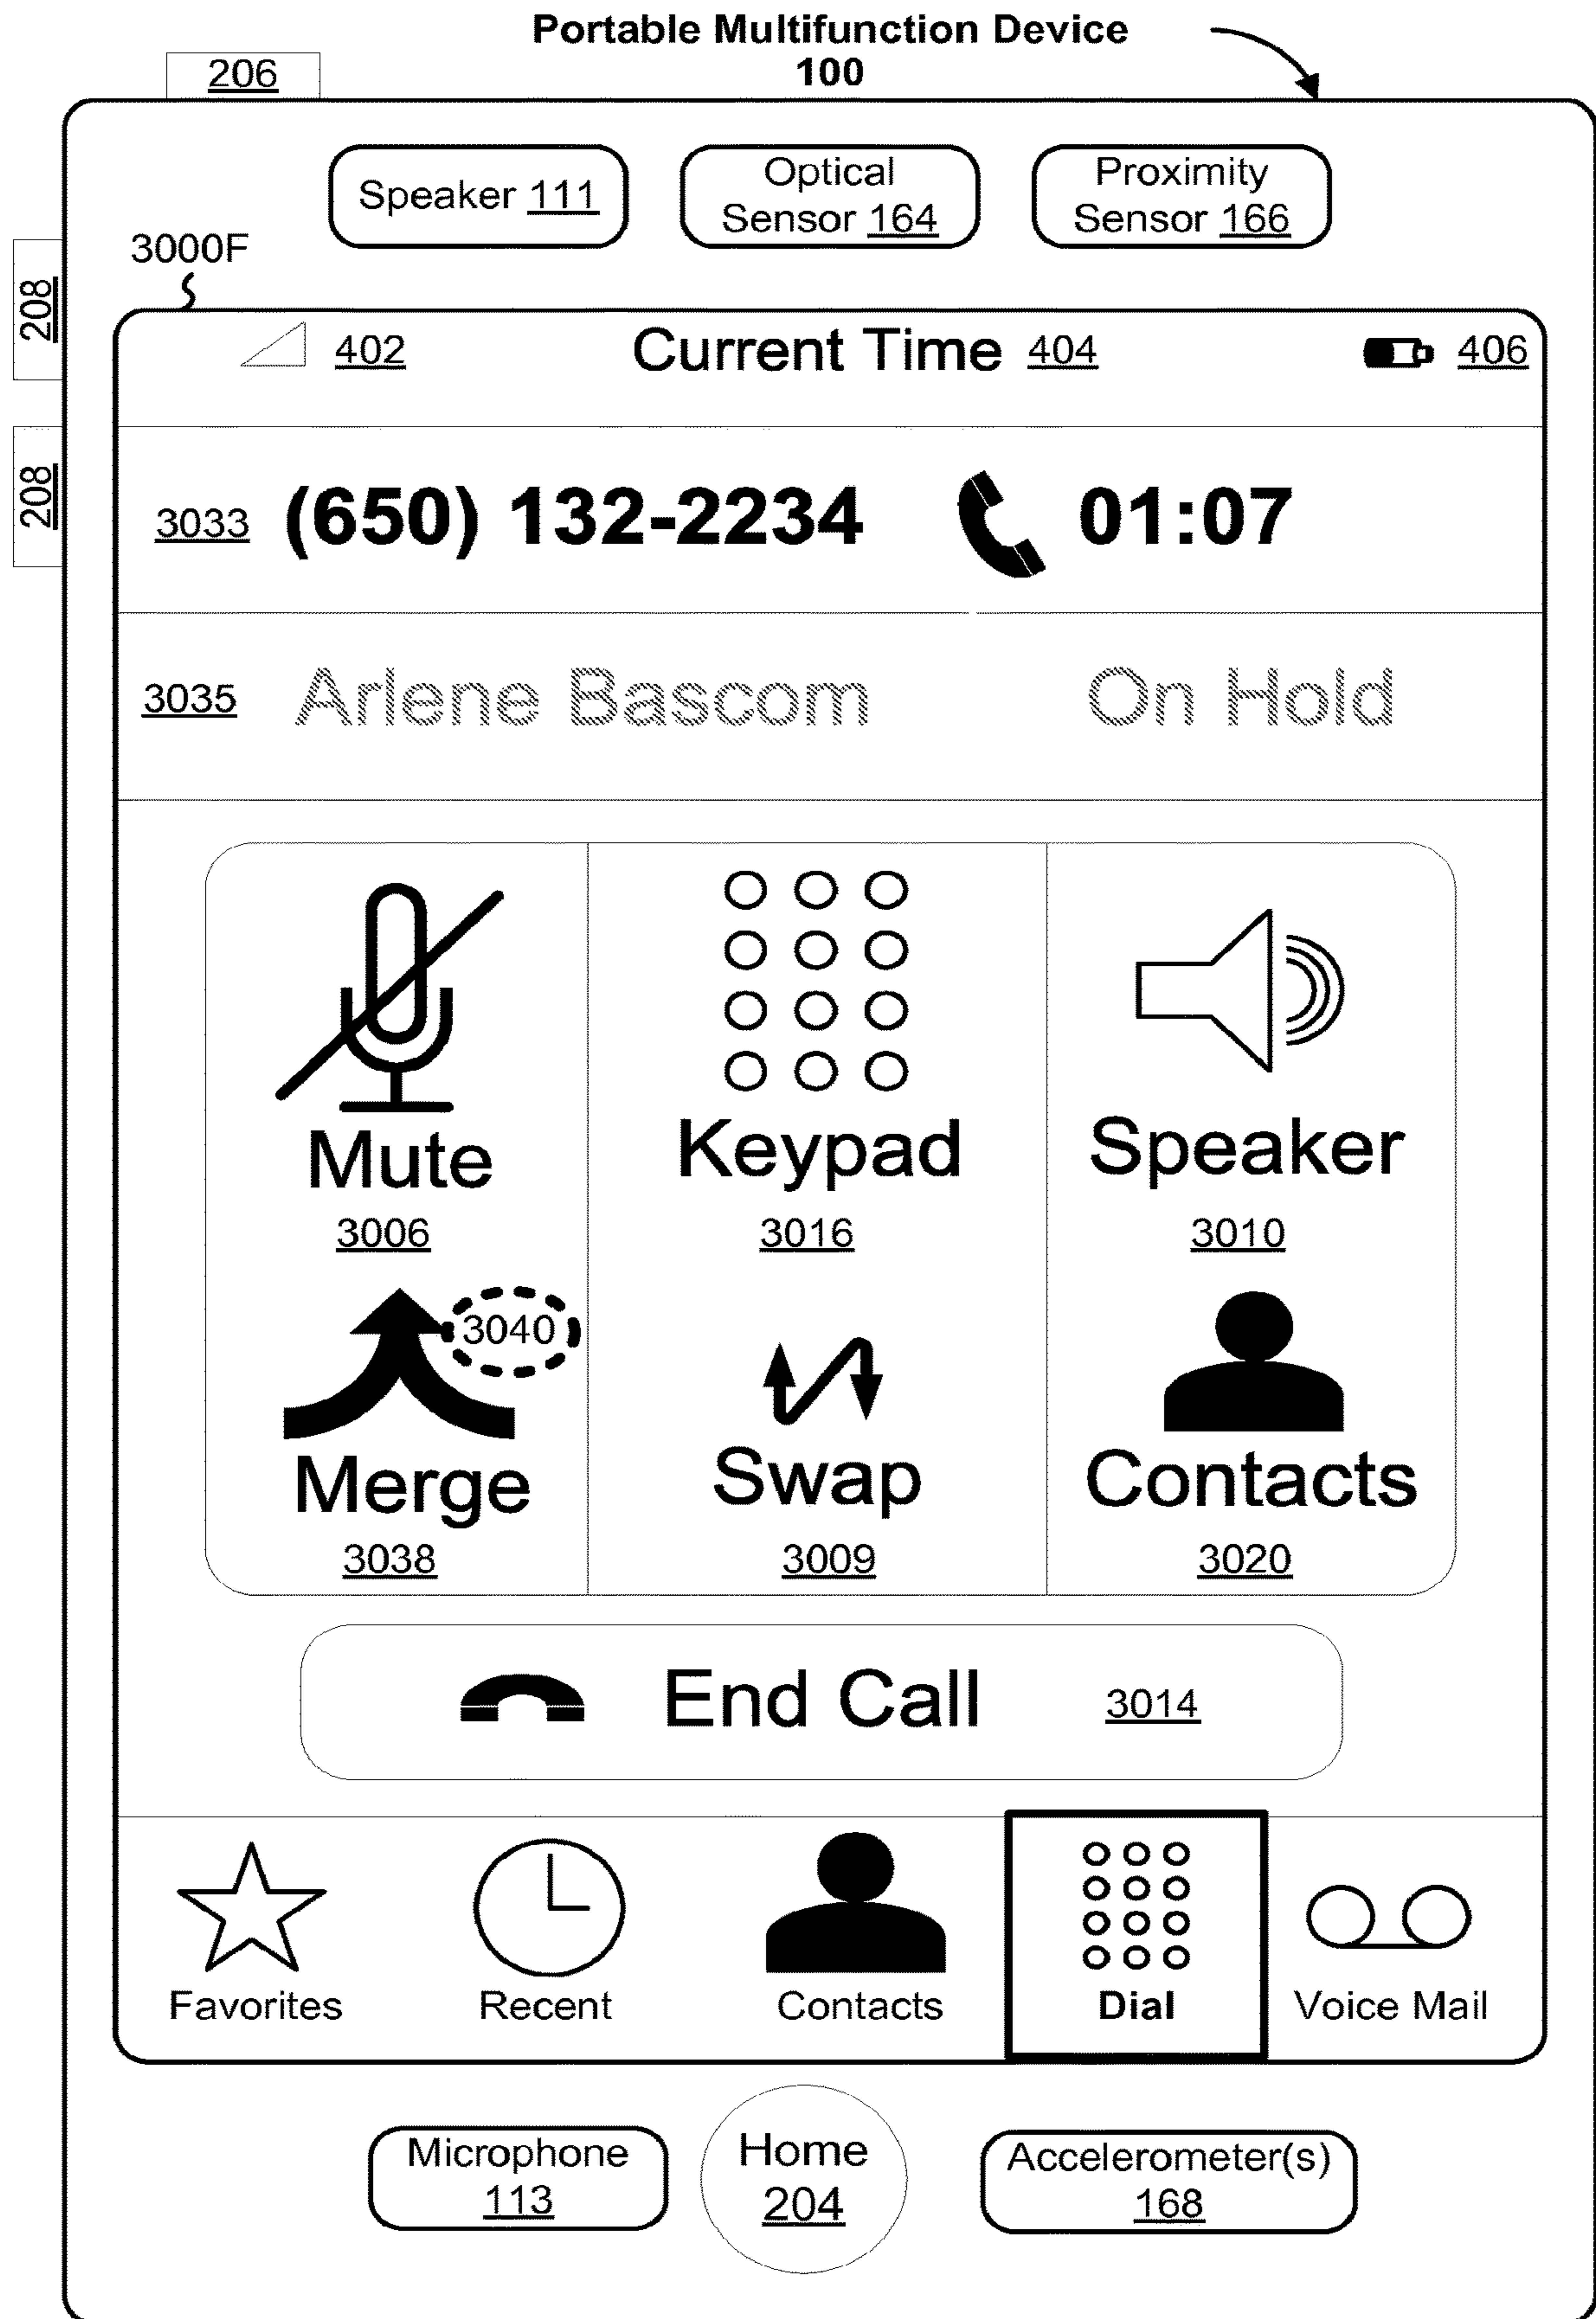 Portable Multifunction Device
100
206
Speaker 111
Optical
Sensor 164
Proximity
Sensor 166
3000F
208
402 Current Time 404 406
208
3033 (650) 132-2234 01:07
3035 Arlene Bascom On Hold
Mute Keypad Speaker
3006 3016 3010
3040
Merge Swap Contacts
3038 3009 3020
End Call 3014
Favorites Recent Contacts Dial Voice Mail
Microphone
113
Home
204
Accelerometer(s)
168